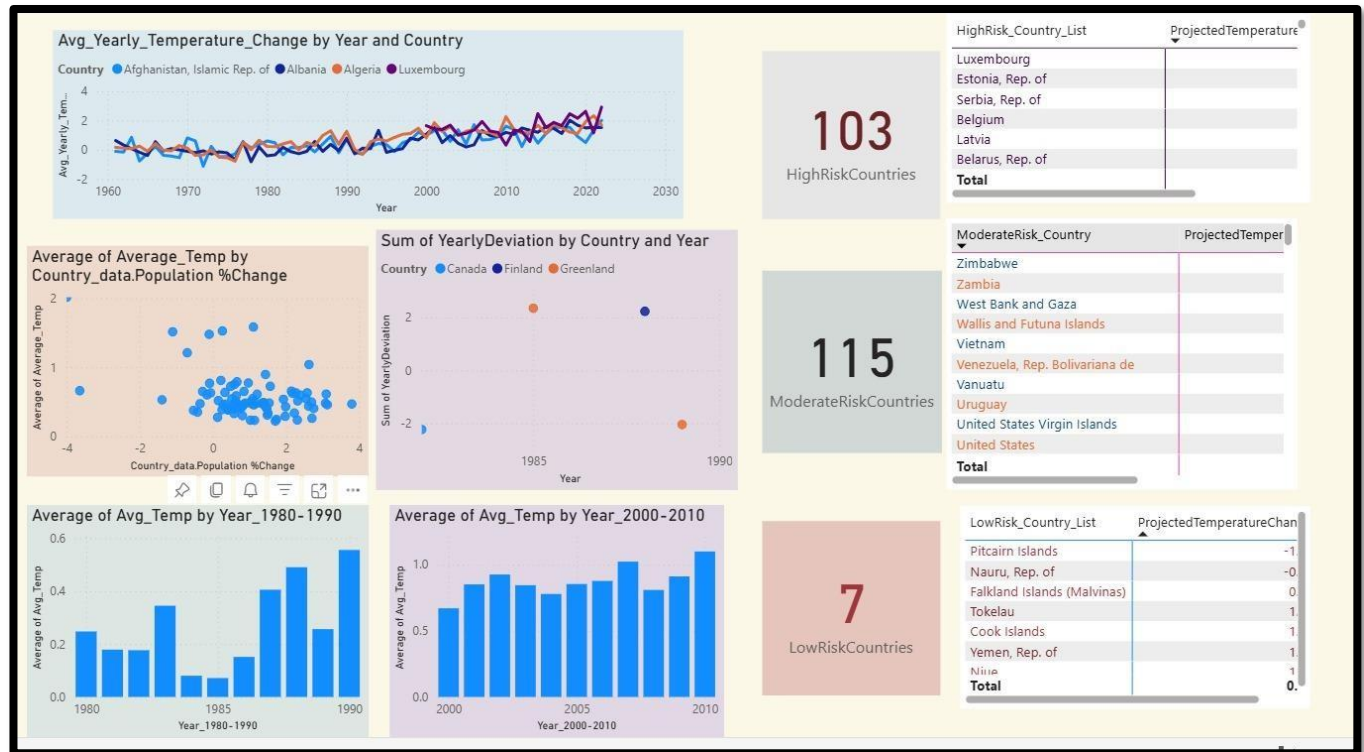 Avg_Yearly_Temperature_Change by Year and Country
Country Afghanistan, Islamic Rep. of Albania Algeria Luxembourg
Avg_Yearly_Tem...
4
2
0
-2
1960 1970 1980 1990 2000 2010 2020 2030
Year
103
HighRiskCountries
HighRisk_Country_List ProjectedTemperature
Luxembourg
Estonia, Rep. of
Serbia, Rep. of
Belgium
Latvia
Belarus, Rep. of
Total
Average of Average_Temp by
Country_data.Population %Change
Average of Average_Temp
2
1
0
-4 -2 0 2 4
Country_data.Population %Change
Sum of YearlyDeviation by Country and Year
Country Canada Finland Greenland
Sum of YearlyDeviation
2
0
-2
1985 1990
Year
115
ModerateRiskCountries
ModerateRisk_Country ProjectedTemper
Zimbabwe
Zambia
West Bank and Gaza
Wallis and Futuna Islands
Vietnam
Venezuela, Rep. Bolivariana de
Vanuatu
Uruguay
United States Virgin Islands
United States
Total
Average of Avg_Temp by Year_1980-1990
Average of Avg_Temp
0.6
0.4
0.2
0.0
1980 1985 1990
Year_1980-1990
Average of Avg_Temp by Year_2000-2010
Average of Avg_Temp
1.0
0.5
0.0
2000 2005 2010
Year_2000-2010
7
LowRiskCountries
LowRisk_Country_List ProjectedTemperatureChan
Pitcairn Islands -1.
Nauru, Rep. of -0.
Falkland Islands (Malvinas) 0.
Tokelau 1.
Cook Islands 1.
Yemen, Rep. of 1.
Niue 1
Total 0.